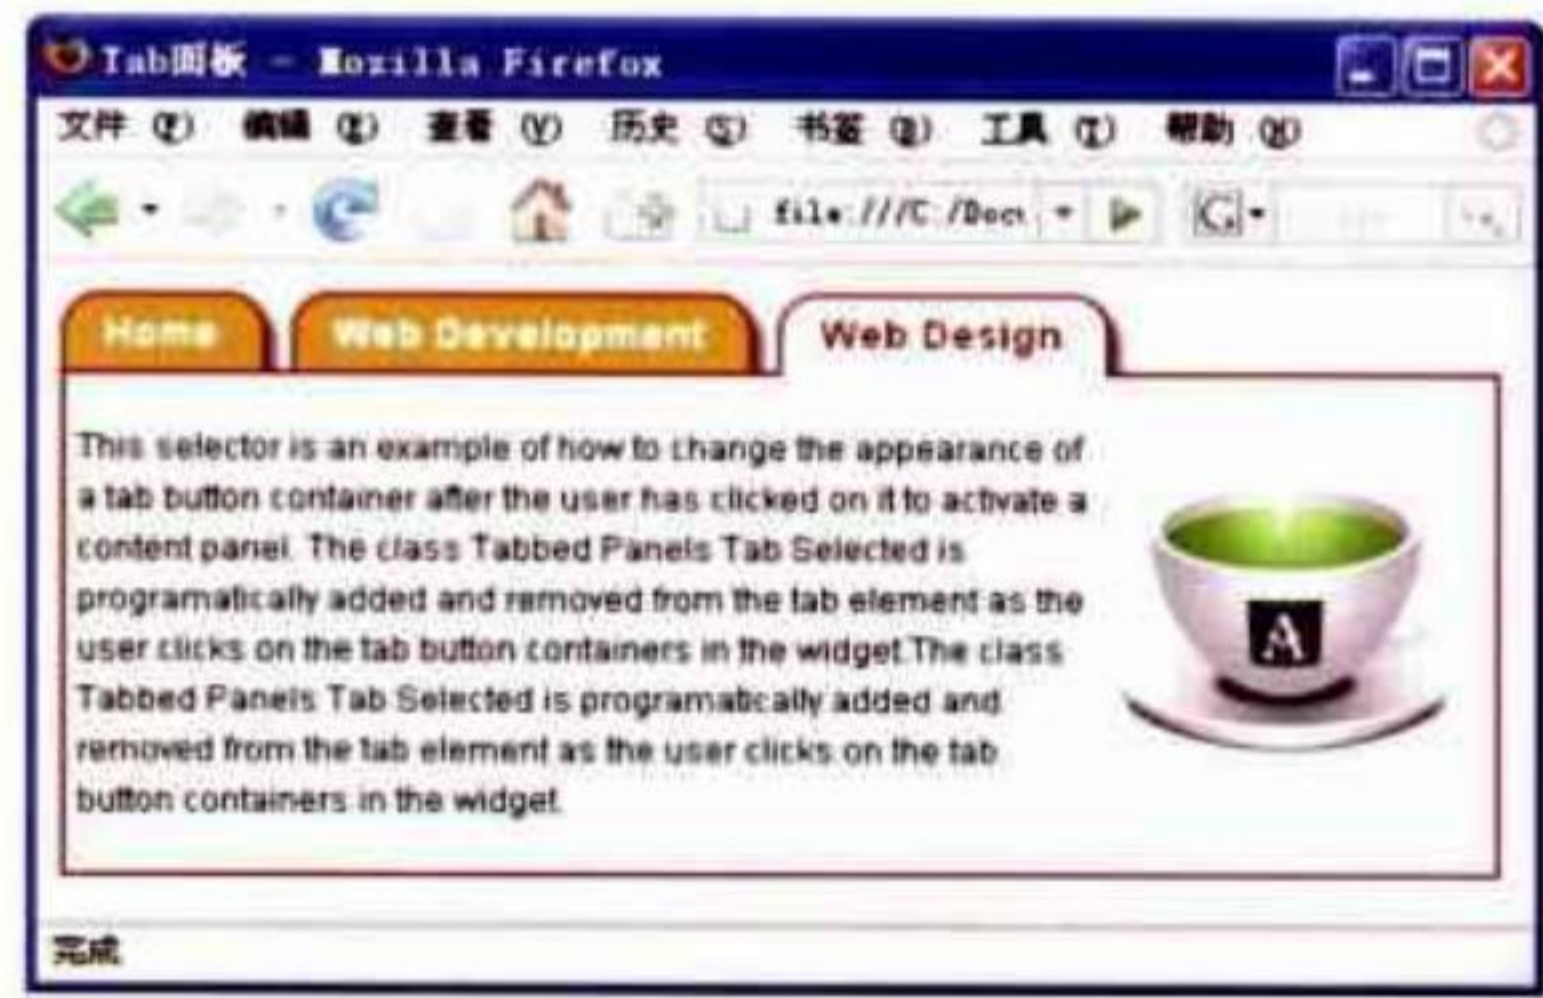 Tab面板 - Mozilla Firefox
文件 (F) 编辑 (E) 查看 (V) 历史 (S) 书签 (B) 工具 (T) 帮助 (H)
file:///C:/Docu G
Home Web Development Web Design
This selector is an example of how to change the appearance of
a tab button container after the user has clicked on it to activate a
content panel. The class Tabbed Panels Tab Selected is
programatically added and removed from the tab element as the
user clicks on the tab button containers in the widget.The class
Tabbed Panels Tab Selected is programatically added and
removed from the tab element as the user clicks on the tab
button containers in the widget.
A
完成